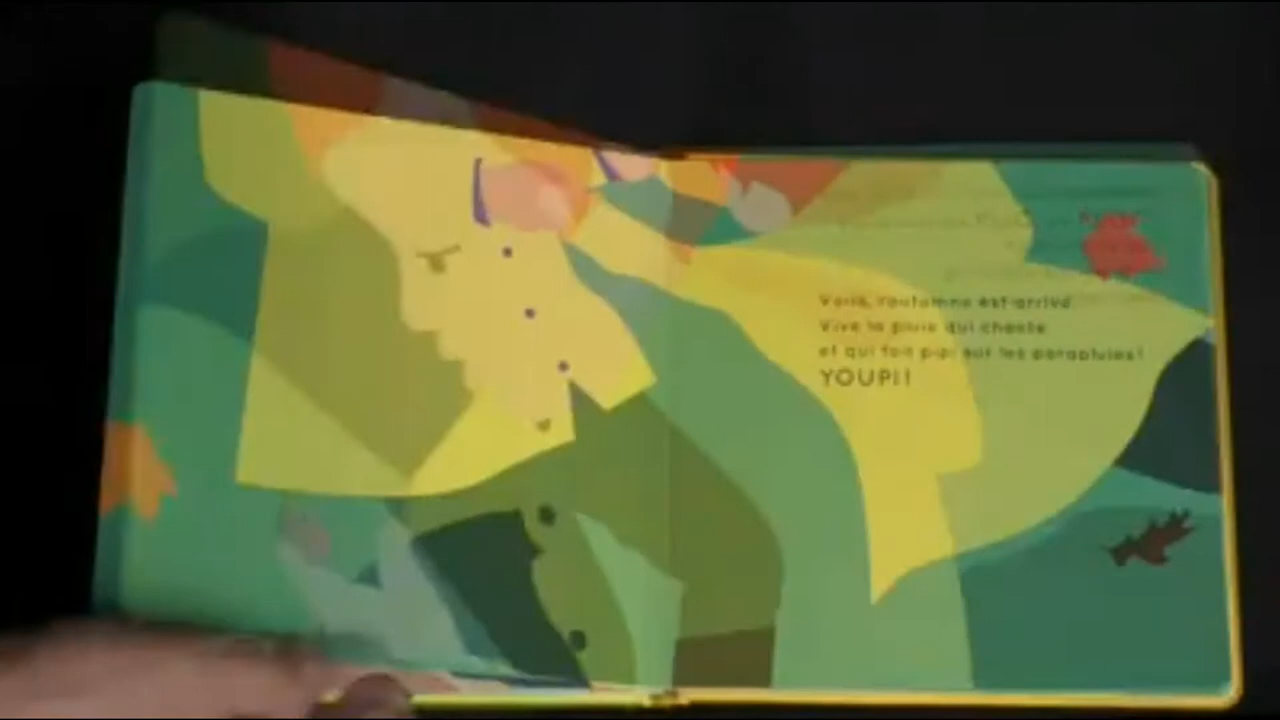 Voilà, l'automne est arrivé
Vive la pluie qui chante
et qui fait pipi sur les parapluies !
YOUPI !